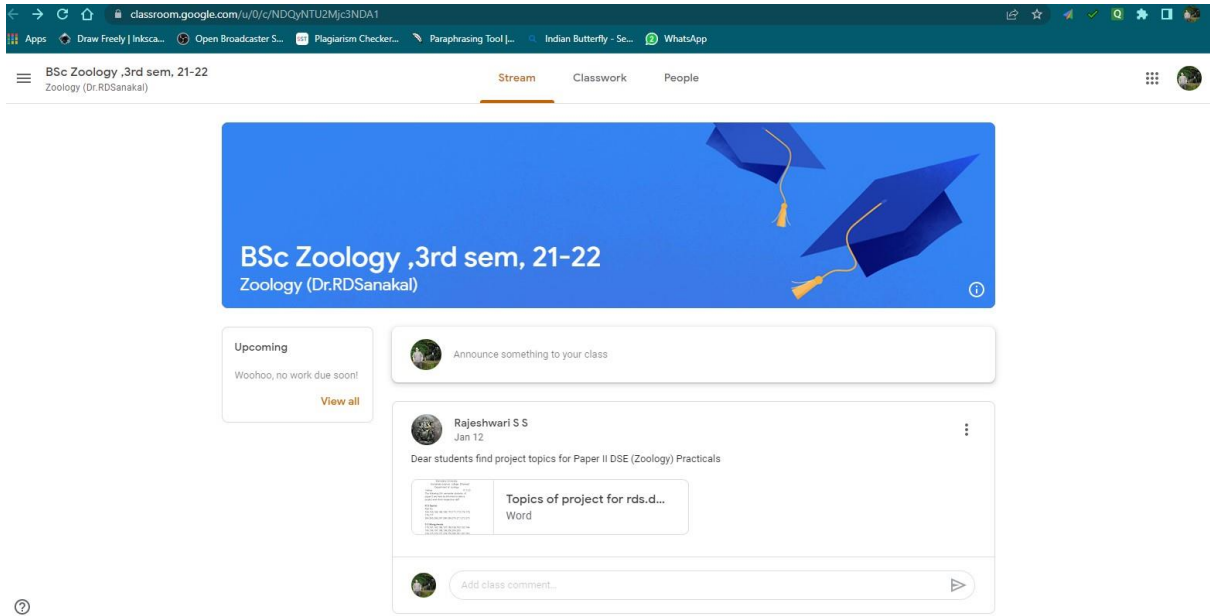 classroom.google.com/u/0/c/NDQyNTU2Mjc3NDA1
Apps Draw Freely | Inksca... Open Broadcaster S... SST Plagiarism Checker... Paraphrasing Tool |... Indian Butterfly - Se... 2 WhatsApp
BSc Zoology ,3rd sem, 21-22
Zoology (Dr.RDSanakal)
Stream Classwork People
BSc Zoology ,3rd sem, 21-22
Zoology (Dr.RDSanakal)
Upcoming
Woohoo, no work due soon!
View all
Announce something to your class
Rajeshwari S S
Jan 12
Dear students find project topics for Paper II DSE (Zoology) Practicals
Topics of project for rds.d...
Word
Add class comment...